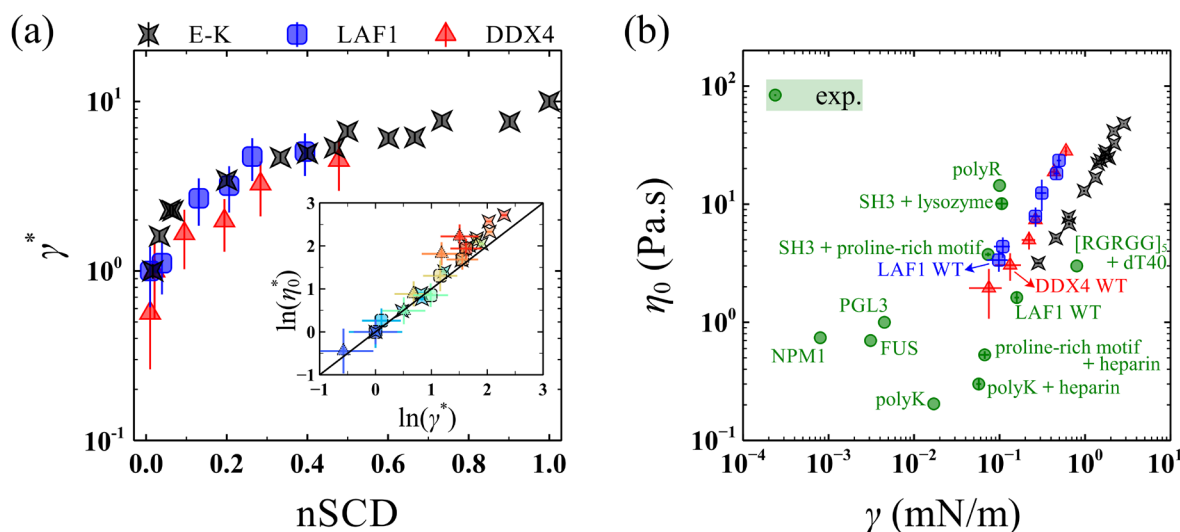 (a)
E-K LAF1 DDX4
γ*
10¹
10⁰
10⁻¹
0.0 0.2 0.4 0.6 0.8 1.0
nSCD
ln(η₀*)
3
2
1
0
−1
−1 0 1 2 3
ln(γ*)
(b)
η₀ (Pa.s)
10²
10¹
10⁰
10⁻¹
exp.
polyR
SH3 + lysozyme
SH3 + proline-rich motif
LAF1 WT
[RGRGG]₅
+ dT40
DDX4 WT
LAF1 WT
PGL3
NPM1
FUS
proline-rich motif
+ heparin
polyK + heparin
polyK
10⁻⁴ 10⁻³ 10⁻² 10⁻¹ 10⁰ 10¹
γ (mN/m)